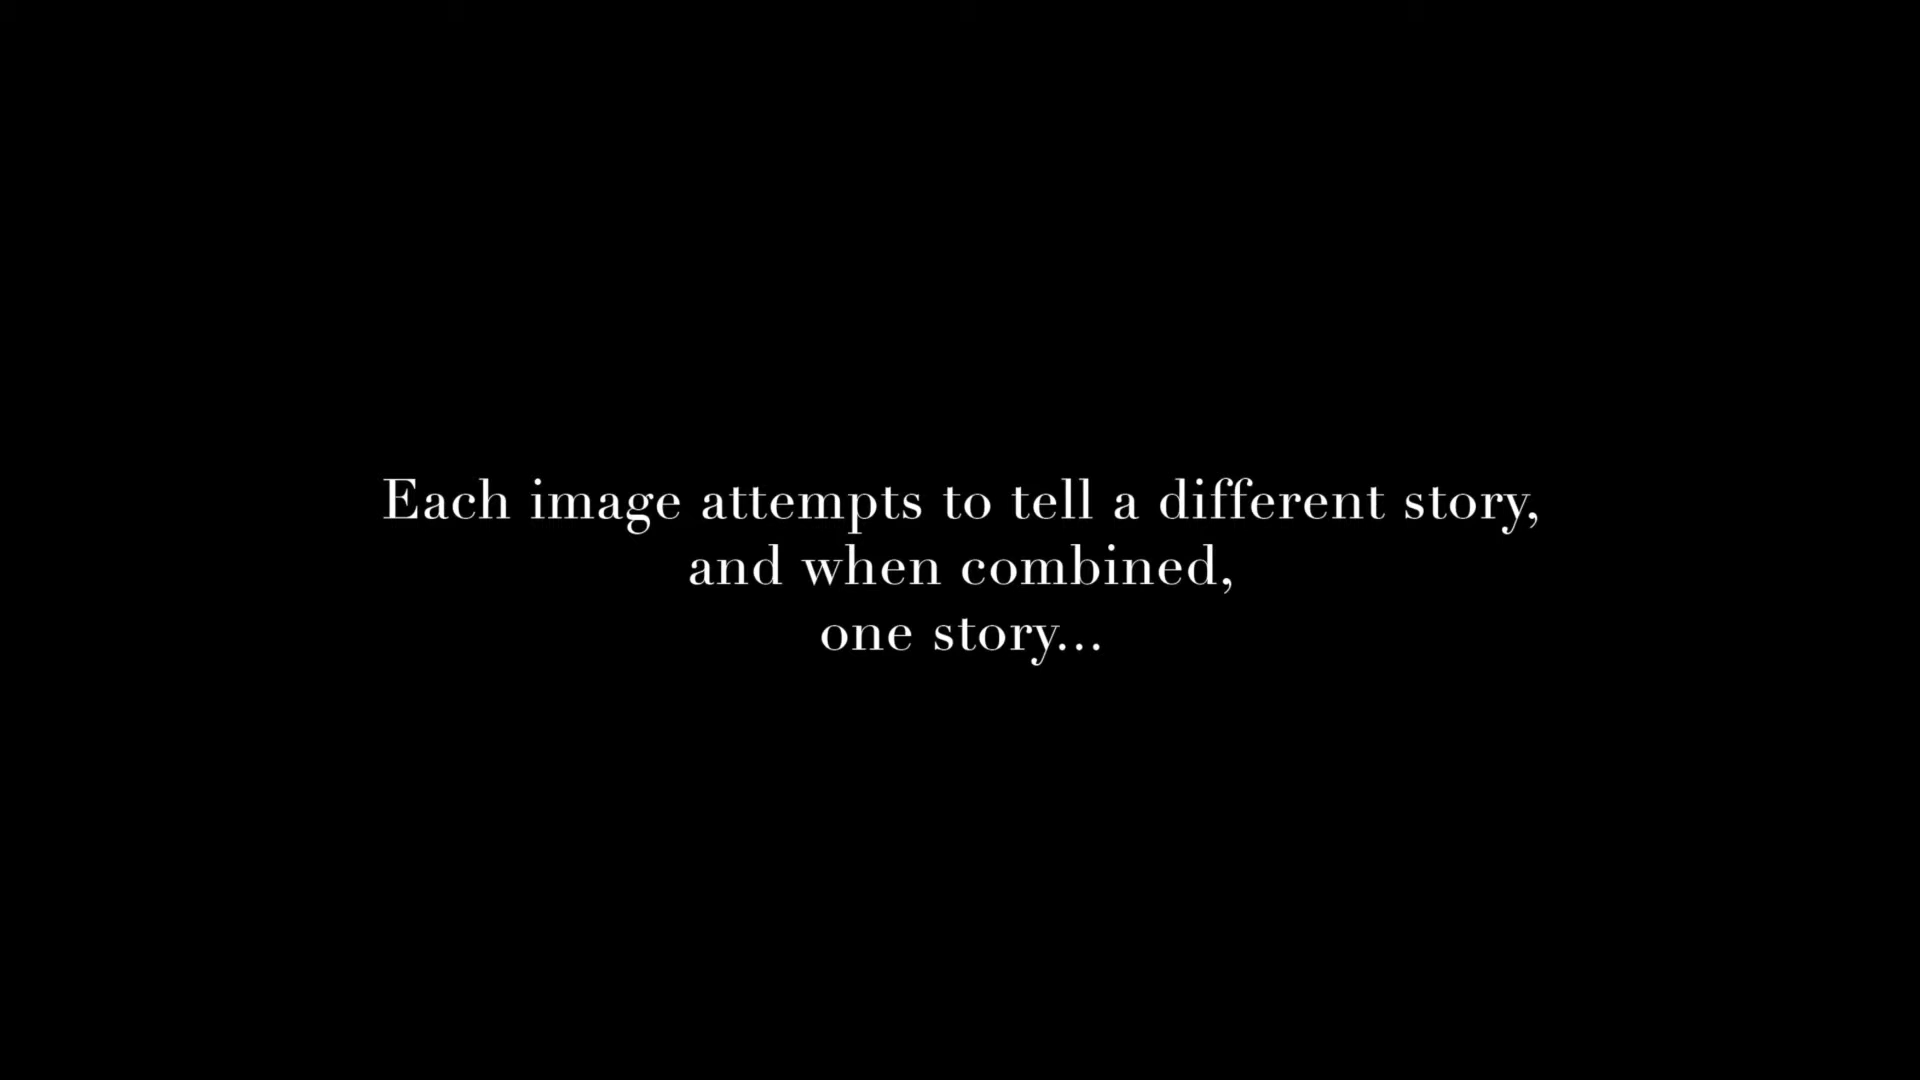 Each image attempts to tell a different story,
and when combined,
one story...